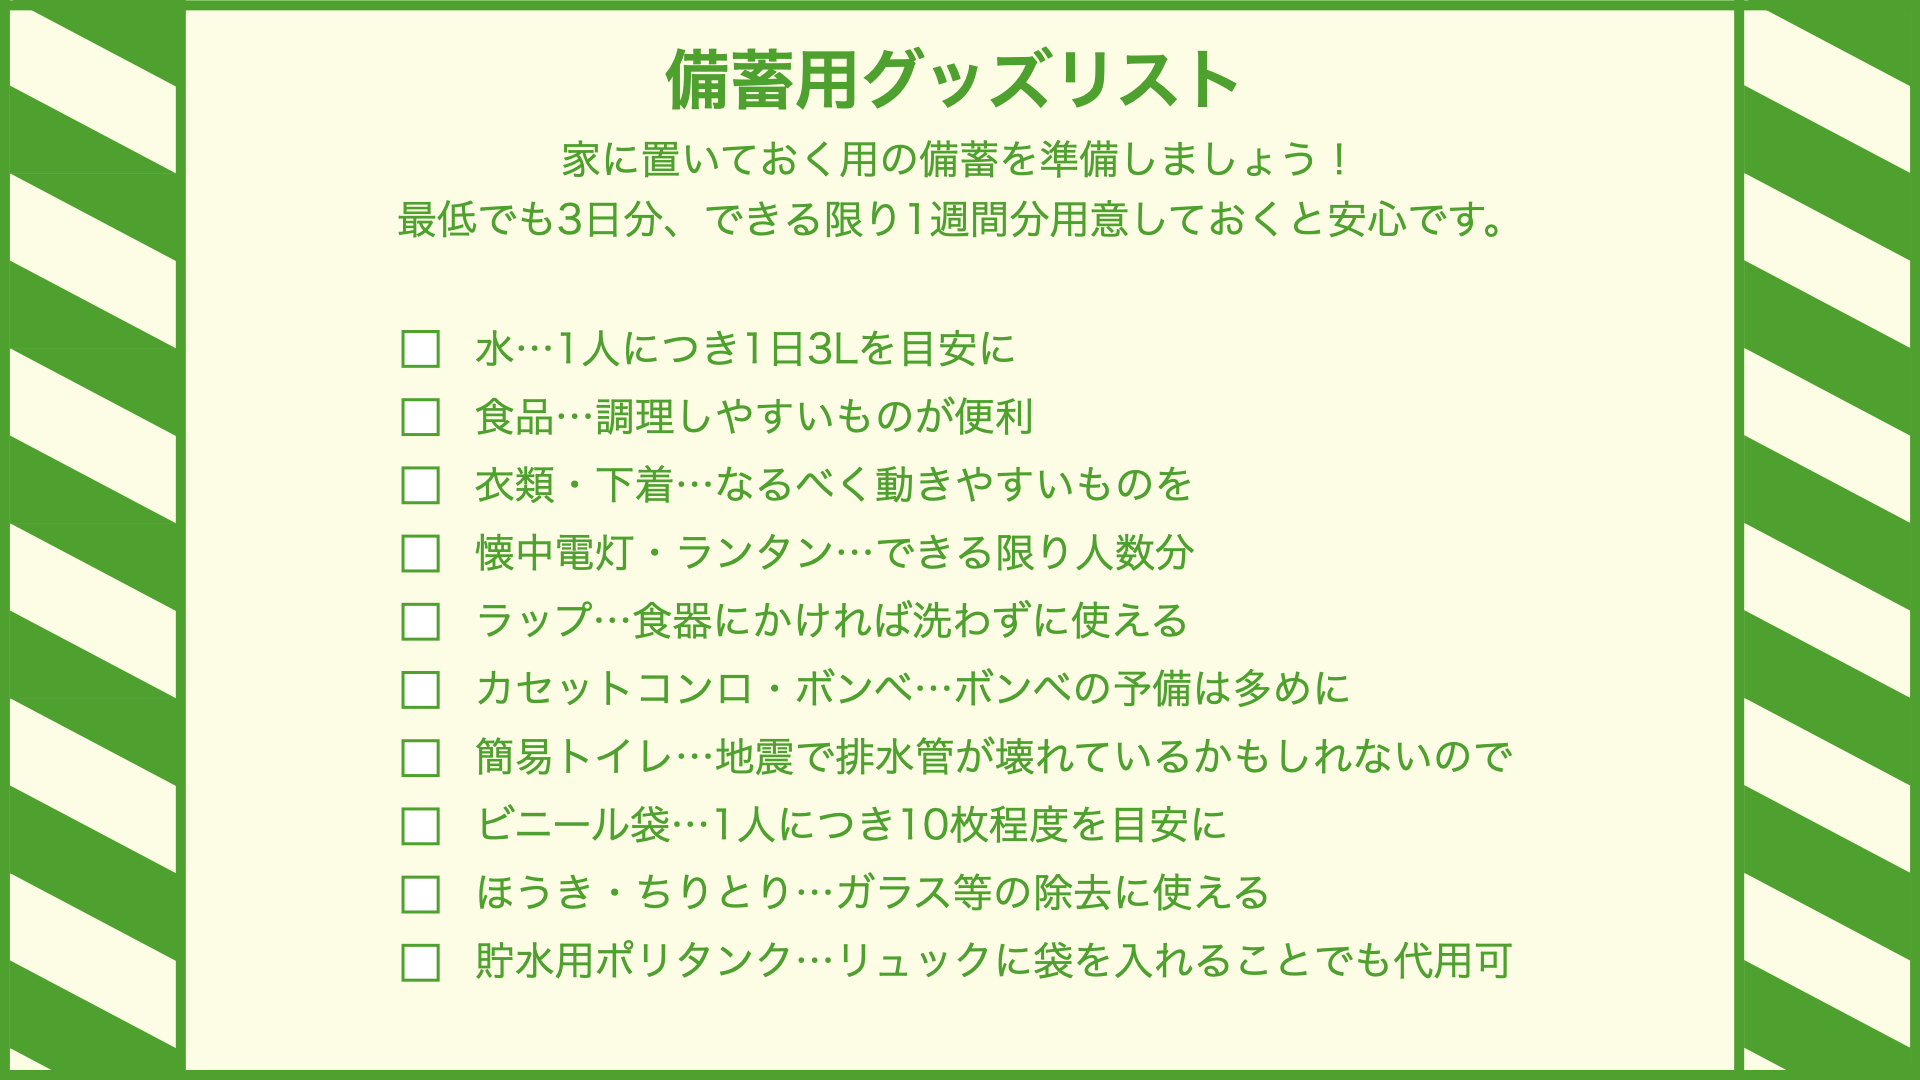 備蓄用グッズリスト
家に置いておく用の備蓄を準備しましょう！
最低でも3日分、できる限り1週間分用意しておくと安心です。
□ 水…1人につき1日3Lを目安に
□ 食品…調理しやすいものが便利
□ 衣類・下着…なるべく動きやすいものを
□ 懐中電灯・ランタン…できる限り人数分
□ ラップ…食器にかければ洗わずに使える
□ カセットコンロ・ボンベ…ボンベの予備は多めに
□ 簡易トイレ…地震で排水管が壊れているかもしれないので
□ ビニール袋…1人につき10枚程度を目安に
□ ほうき・ちりとり…ガラス等の除去に使える
□ 貯水用ポリタンク…リュックに袋を入れることでも代用可